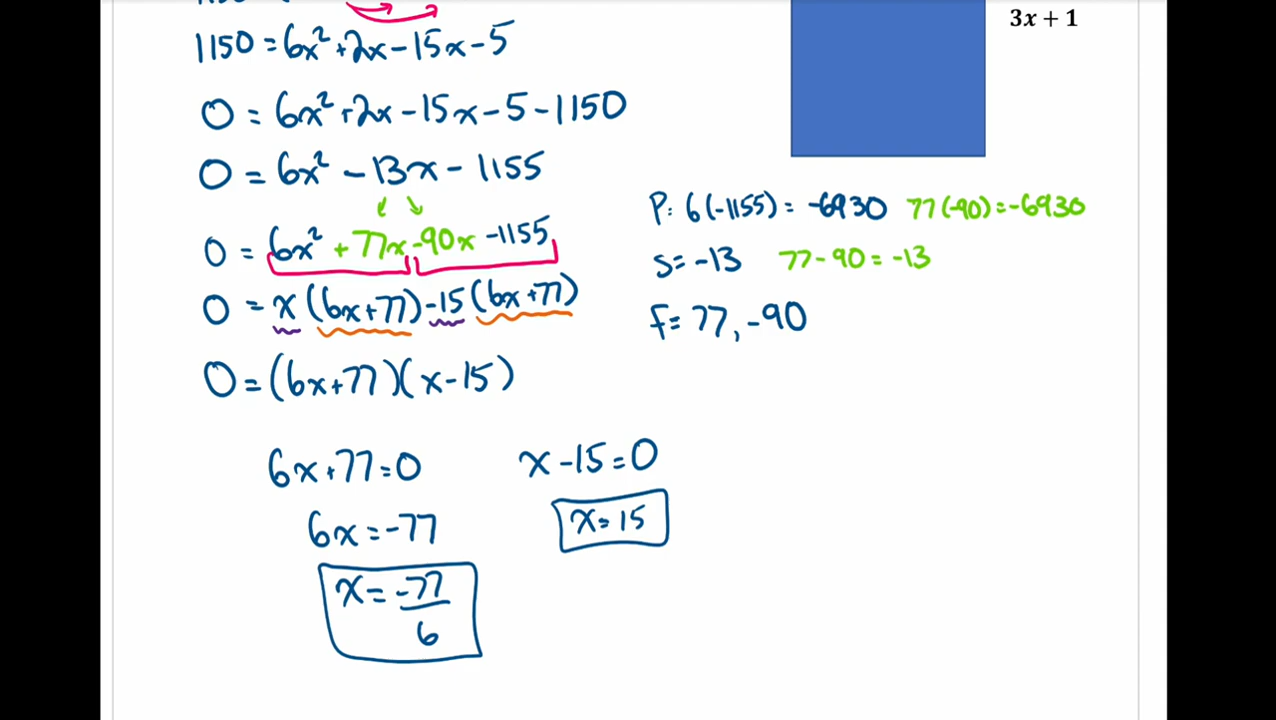 3x + 1
1150 = 6x² + 2x - 15x - 5
0 = 6x² + 2x - 15x - 5 - 1150
0 = 6x² - 13x - 1155
P: 6(-1155) = -6930 77(-90) = -6930
0 = 6x² + 77x - 90x - 1155
S = -13 77 - 90 = -13
0 = x(6x+77) - 15(6x+77)
F = 77, -90
0 = (6x+77)(x-15)
6x+77=0 x-15=0
6x = -77 x = 15
x = -77/6